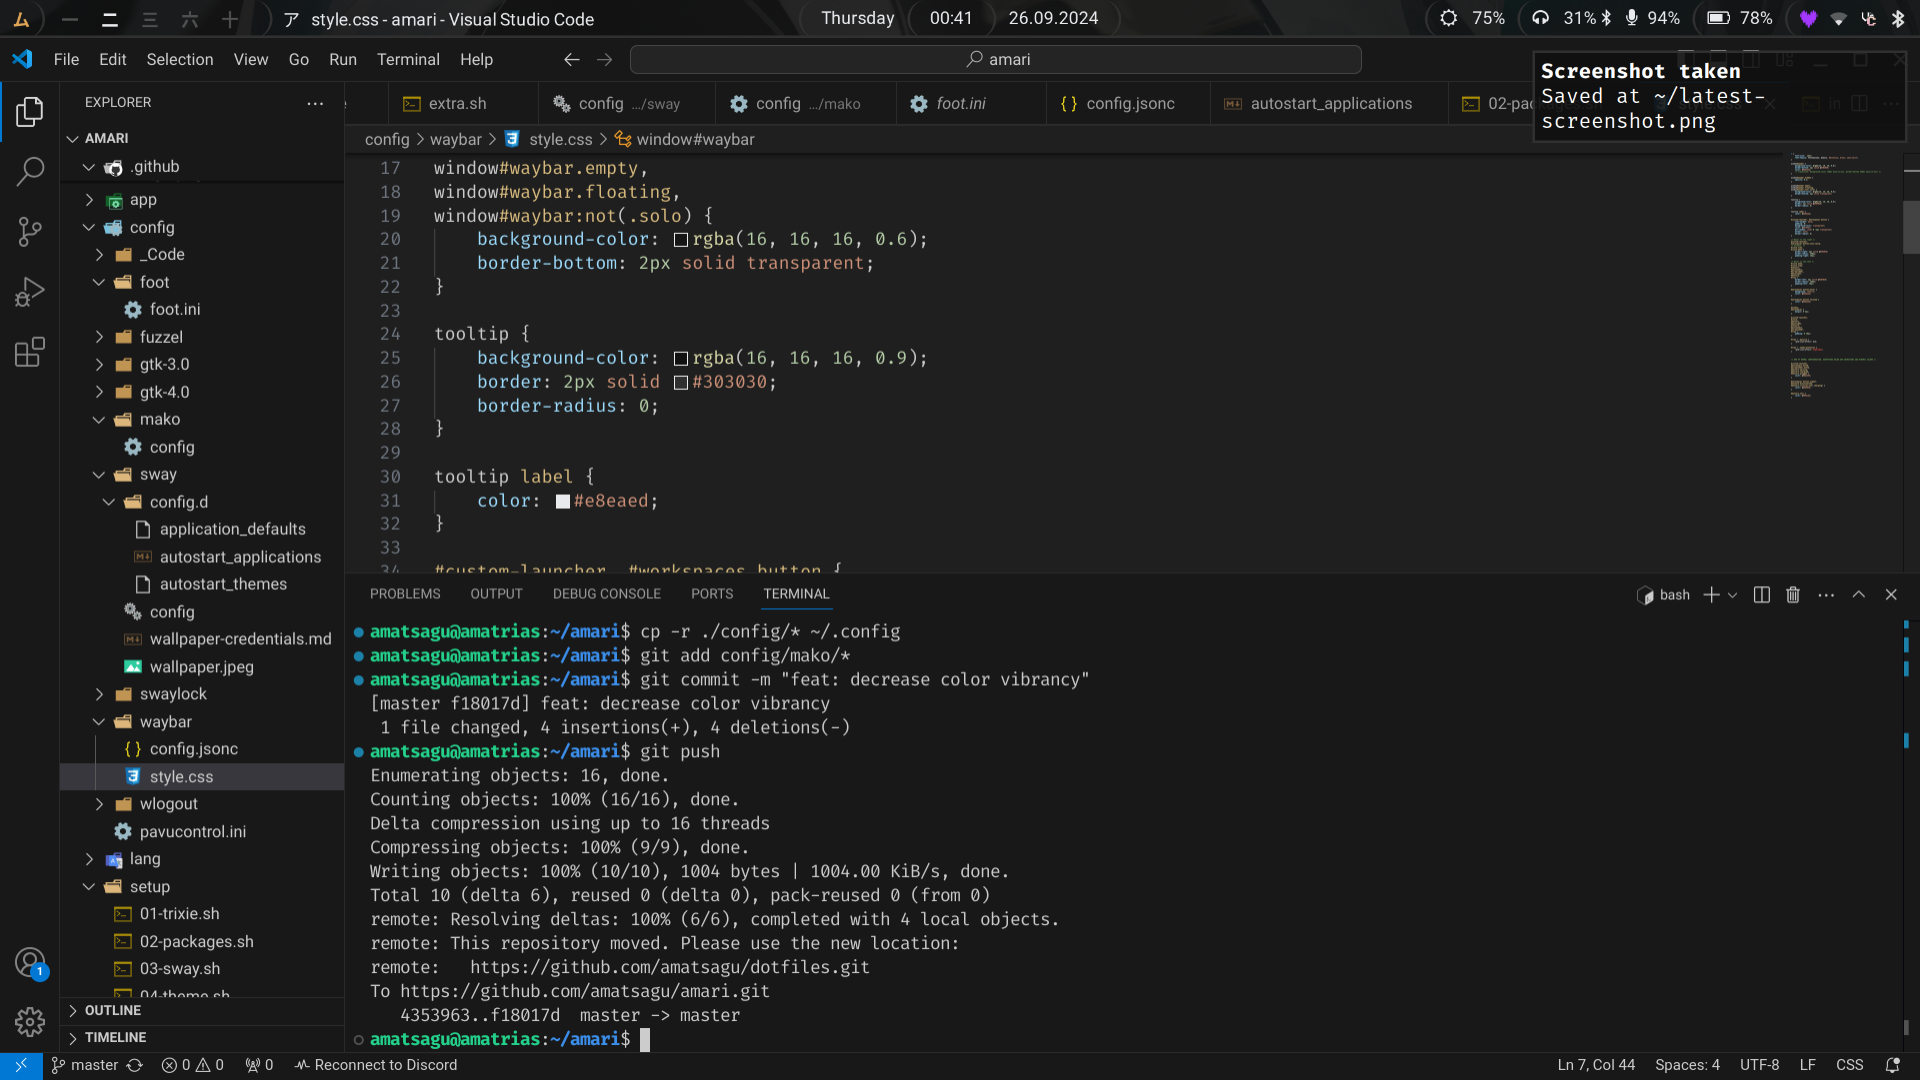 二 三 六
ア style.css - amari - Visual Studio Code
Thursday 00:41 26.09.2024
75% 31% 94% 78%
File Edit Selection View Go Run Terminal Help
amari
Screenshot taken
Saved at ~/latest-
screenshot.png
EXPLORER
extra.sh config .../sway config .../mako foot.ini config.jsonc autostart_applications
config > waybar > style.css > window#waybar
AMARI
.github
app
config
_Code
foot
foot.ini
fuzzel
gtk-3.0
gtk-4.0
mako
config
sway
config.d
application_defaults
autostart_applications
autostart_themes
config
wallpaper-credentials.md
wallpaper.jpeg
swaylock
waybar
config.jsonc
style.css
wlogout
pavucontrol.ini
lang
setup
01-trixie.sh
02-packages.sh
03-sway.sh
04-theme.sh
OUTLINE
TIMELINE
17 window#waybar.empty,
18 window#waybar.floating,
19 window#waybar:not(.solo) {
20 background-color: rgba(16, 16, 16, 0.6);
21 border-bottom: 2px solid transparent;
22 }
23
24 tooltip {
25 background-color: rgba(16, 16, 16, 0.9);
26 border: 2px solid #303030;
27 border-radius: 0;
28 }
29
30 tooltip label {
31 color: #e8eaed;
32 }
33
34 #custom-launcher, #workspaces button {
PROBLEMS OUTPUT DEBUG CONSOLE PORTS TERMINAL
bash
amatsagu@amatrias:~/amari$ cp -r ./config/* ~/.config
amatsagu@amatrias:~/amari$ git add config/mako/*
amatsagu@amatrias:~/amari$ git commit -m "feat: decrease color vibrancy"
[master f18017d] feat: decrease color vibrancy
1 file changed, 4 insertions(+), 4 deletions(-)
amatsagu@amatrias:~/amari$ git push
Enumerating objects: 16, done.
Counting objects: 100% (16/16), done.
Delta compression using up to 16 threads
Compressing objects: 100% (9/9), done.
Writing objects: 100% (10/10), 1004 bytes | 1004.00 KiB/s, done.
Total 10 (delta 6), reused 0 (delta 0), pack-reused 0 (from 0)
remote: Resolving deltas: 100% (6/6), completed with 4 local objects.
remote: This repository moved. Please use the new location:
remote:   https://github.com/amatsagu/dotfiles.git
To https://github.com/amatsagu/amari.git
4353963..f18017d  master -> master
amatsagu@amatrias:~/amari$
1
master 0 0 0 Reconnect to Discord
Ln 7, Col 44 Spaces: 4 UTF-8 LF CSS